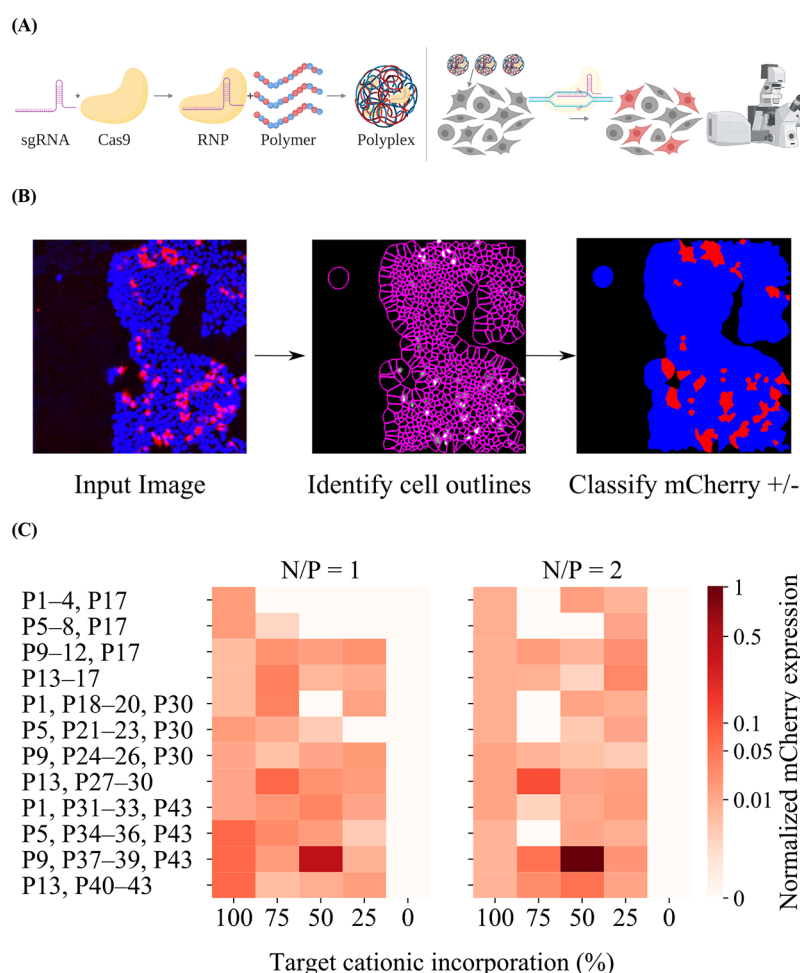 (A)
+
+
sgRNA Cas9 RNP Polymer Polyplex
(B)
Input Image Identify cell outlines Classify mCherry +/-
(C)
N/P = 1 N/P = 2
P1–4, P17
P5–8, P17
P9–12, P17
P13–17
P1, P18–20, P30
P5, P21–23, P30
P9, P24–26, P30
P13, P27–30
P1, P31–33, P43
P5, P34–36, P43
P9, P37–39, P43
P13, P40–43
100 75 50 25 0 100 75 50 25 0
Target cationic incorporation (%)
1
0.5
0.1
0.05
0.01
0
Normalized mCherry expression